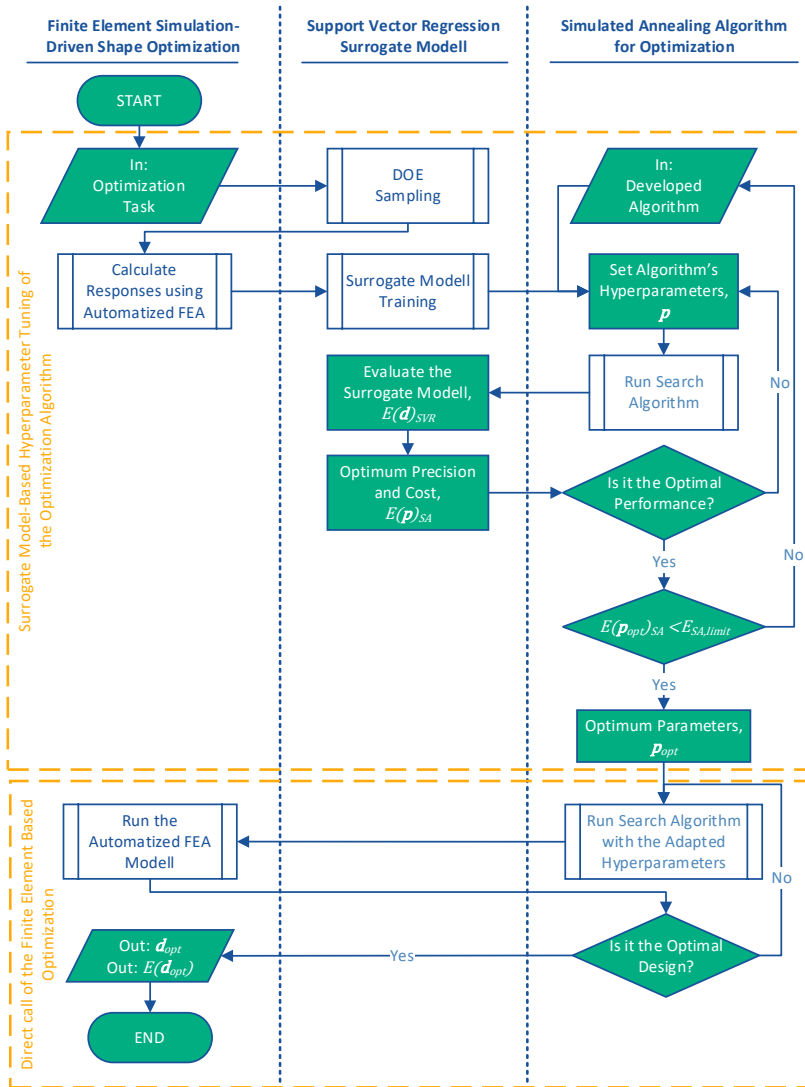 Finite Element Simulation-
Driven Shape Optimization
Support Vector Regression
Surrogate Modell
Simulated Annealing Algorithm
for Optimization
START
In:
Optimization
Task
DOE
Sampling
In:
Developed
Algorithm
Calculate
Responses using
Automatized FEA
Surrogate Modell
Training
Set Algorithm's
Hyperparameters,
p
Evaluate the
Surrogate Modell,
E(d)SVR
Run Search
Algorithm
No
Optimum Precision
and Cost,
E(p)SA
Is it the Optimal
Performance?
Yes
No
E(popt)SA <ESA,limit
Yes
Optimum Parameters,
popt
Surrogate Model-Based Hyperparameter Tuning of
the Optimization Algorithm
Run the
Automatized FEA
Modell
Run Search Algorithm
with the Adapted
Hyperparameters
No
Out: dopt
Out: E(dopt)
Yes
Is it the Optimal
Design?
END
Direct call of the Finite Element Based
Optimization